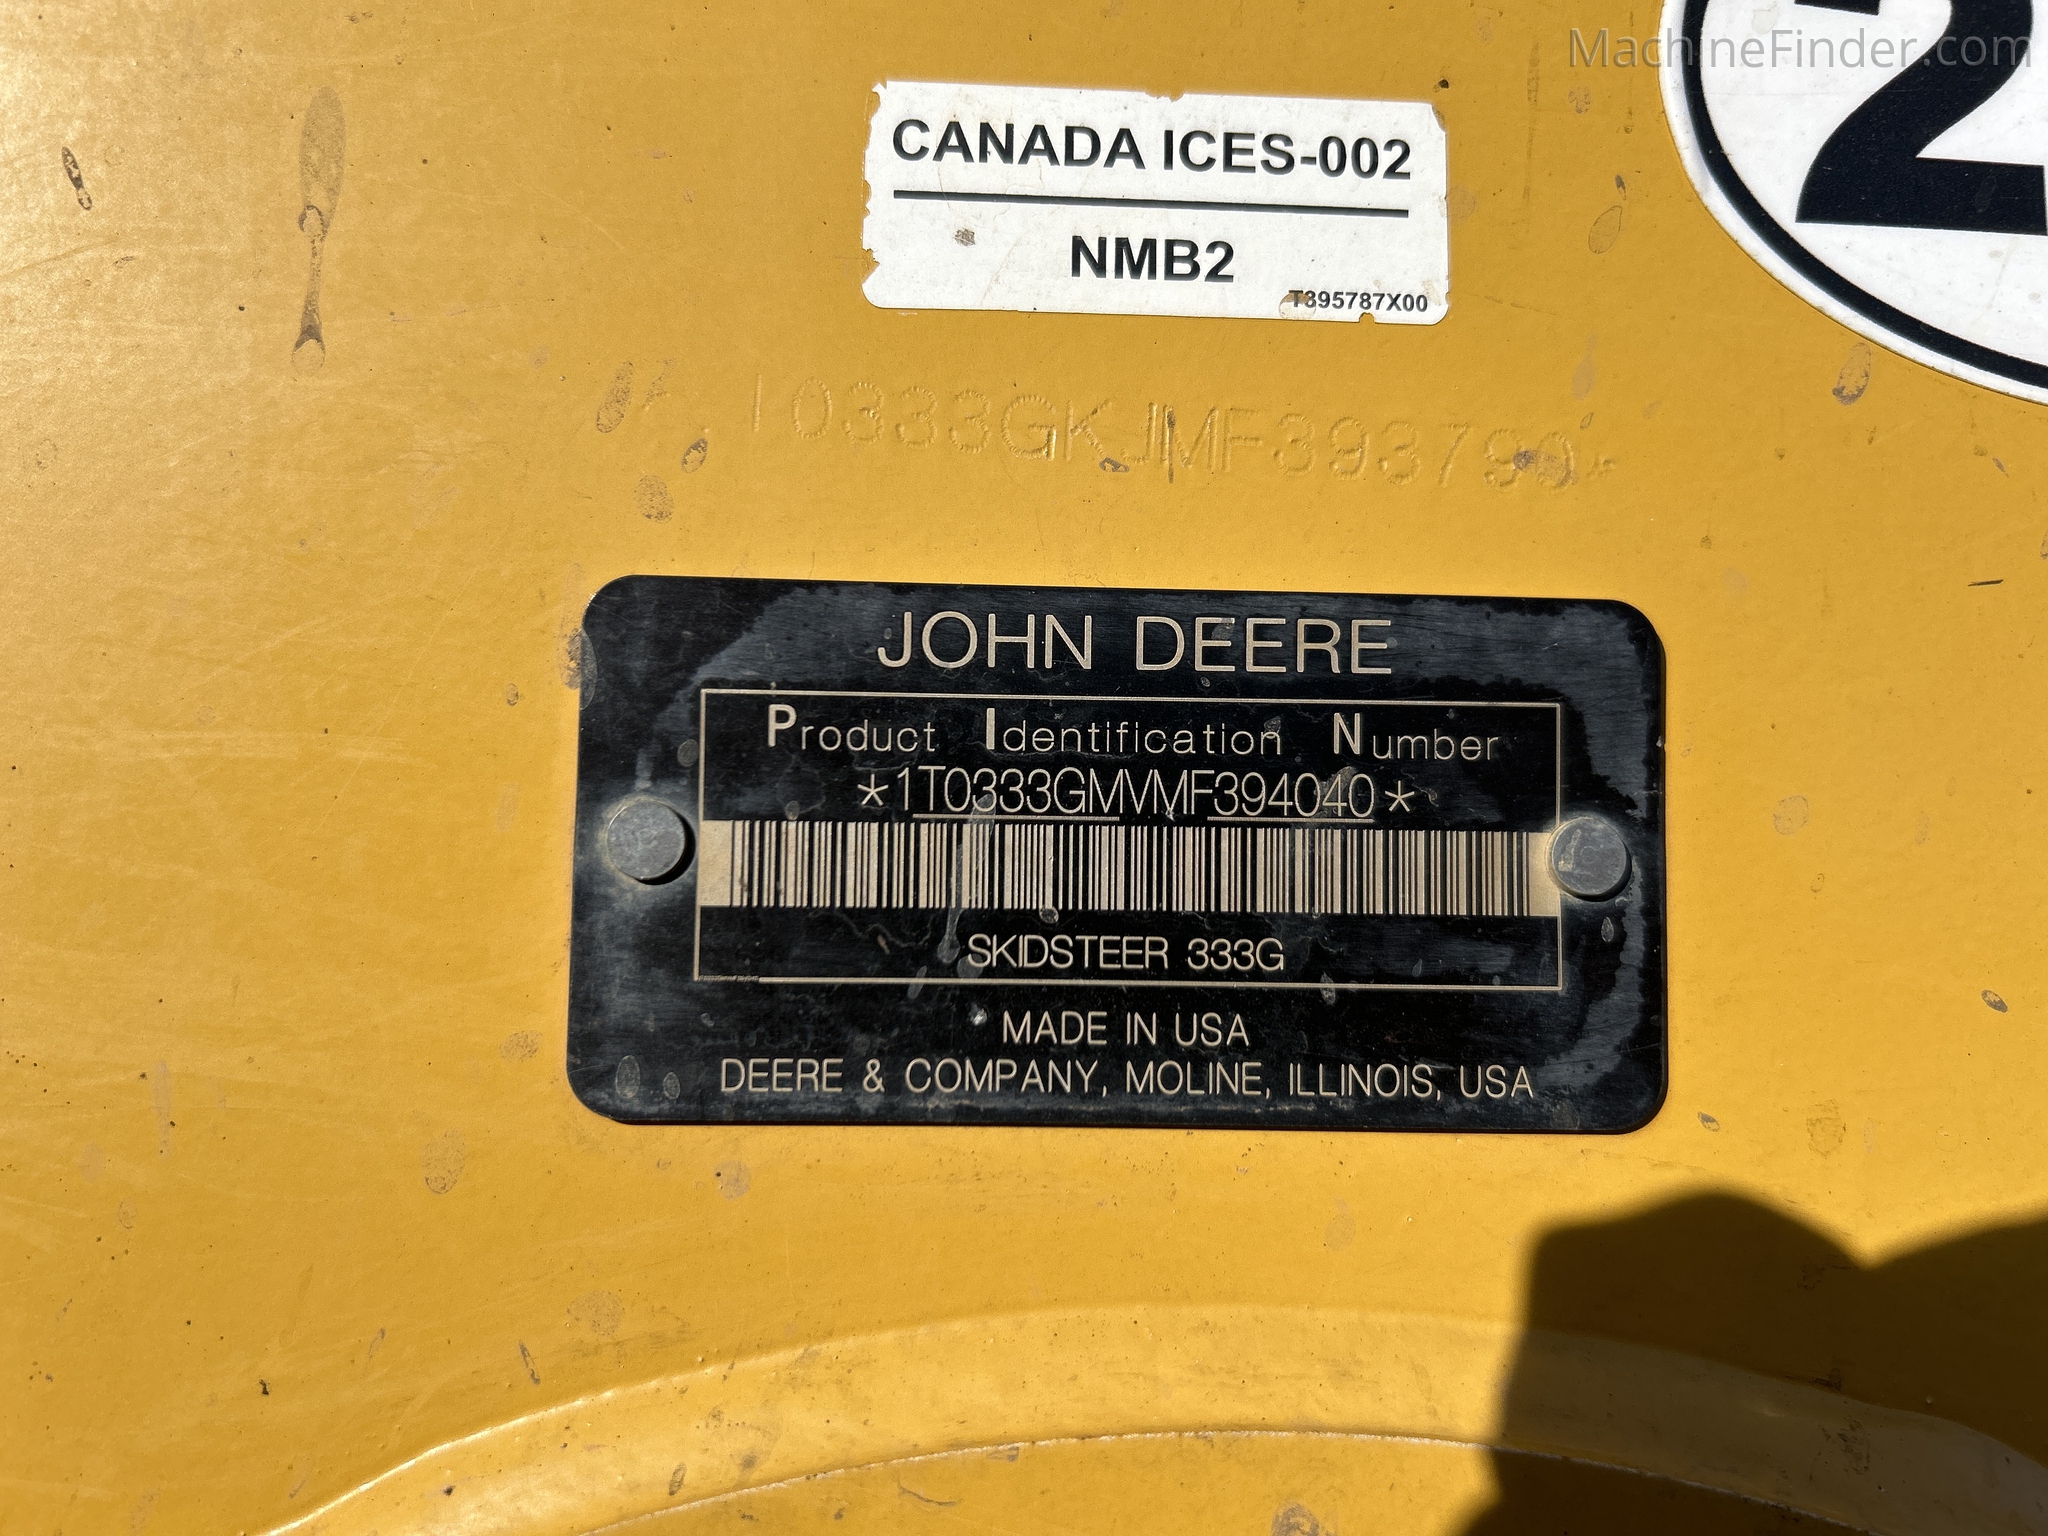 MachineFinder.com
2
CANADA ICES-002
NMB2
T395787X00
JOHN DEERE
Product Identification Number
*1T0333GMVMF394040*
SKIDSTEER 333G
MADE IN USA
DEERE & COMPANY, MOLINE, ILLINOIS, USA